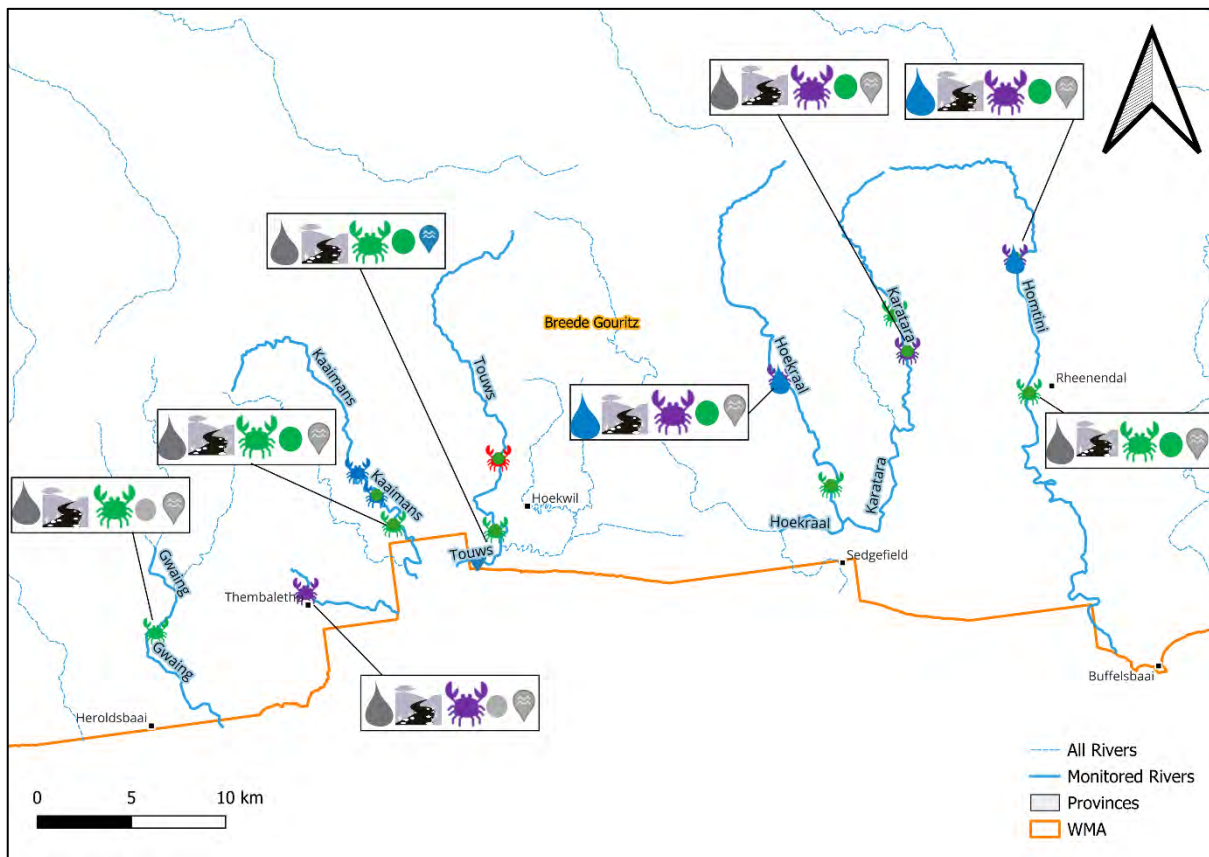 Karatara
Homtini
Breede Gouritz
Touws
Kaaimans
Hoekraal
Rheenendal
Kaaimans
Karatara
Hoekwil
Hoekraal
Touws
Sedgefield
Gwaing
Thembalethu
Gwaing
Buffelsbaai
Heroldsbaai
All Rivers
Monitored Rivers
Provinces
WMA
0 5 10 km